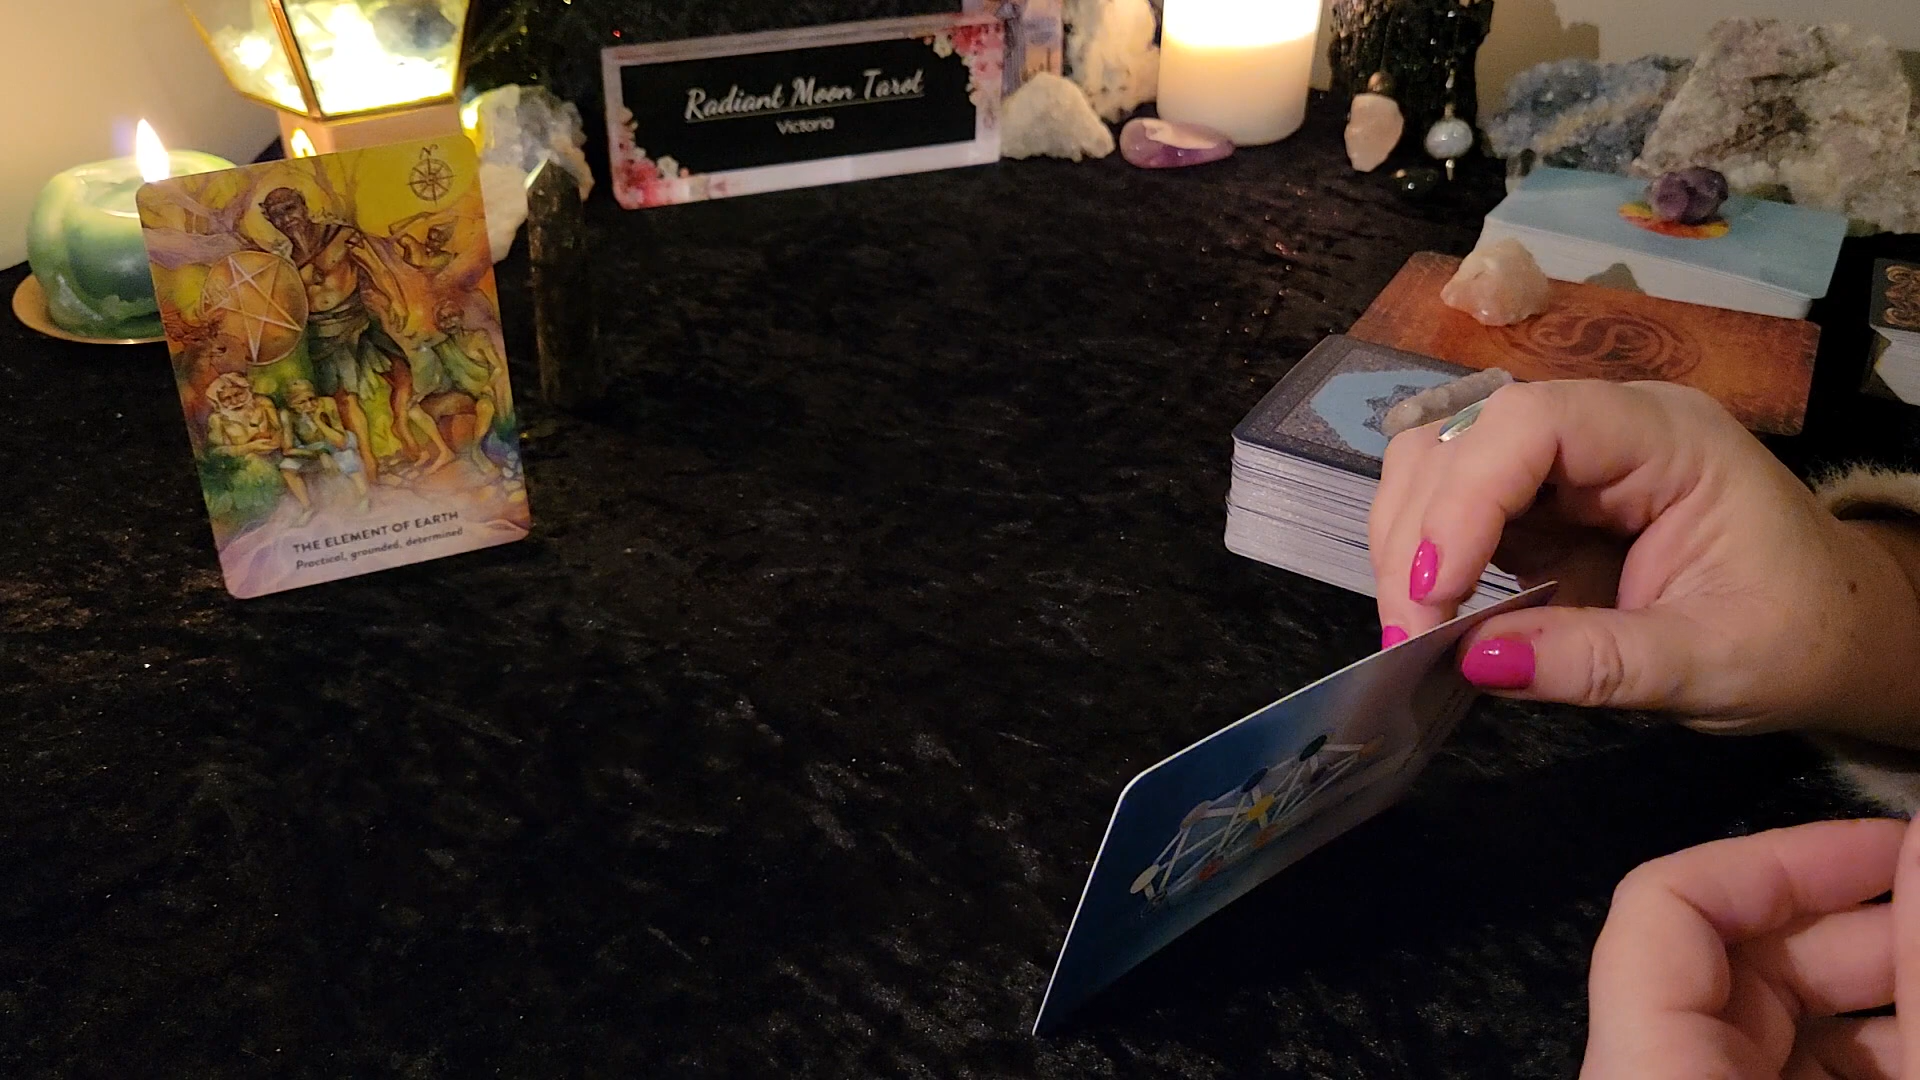 Radiant Moon Tarot
Victoria
N
THE ELEMENT OF EARTH
Practical, grounded, determined